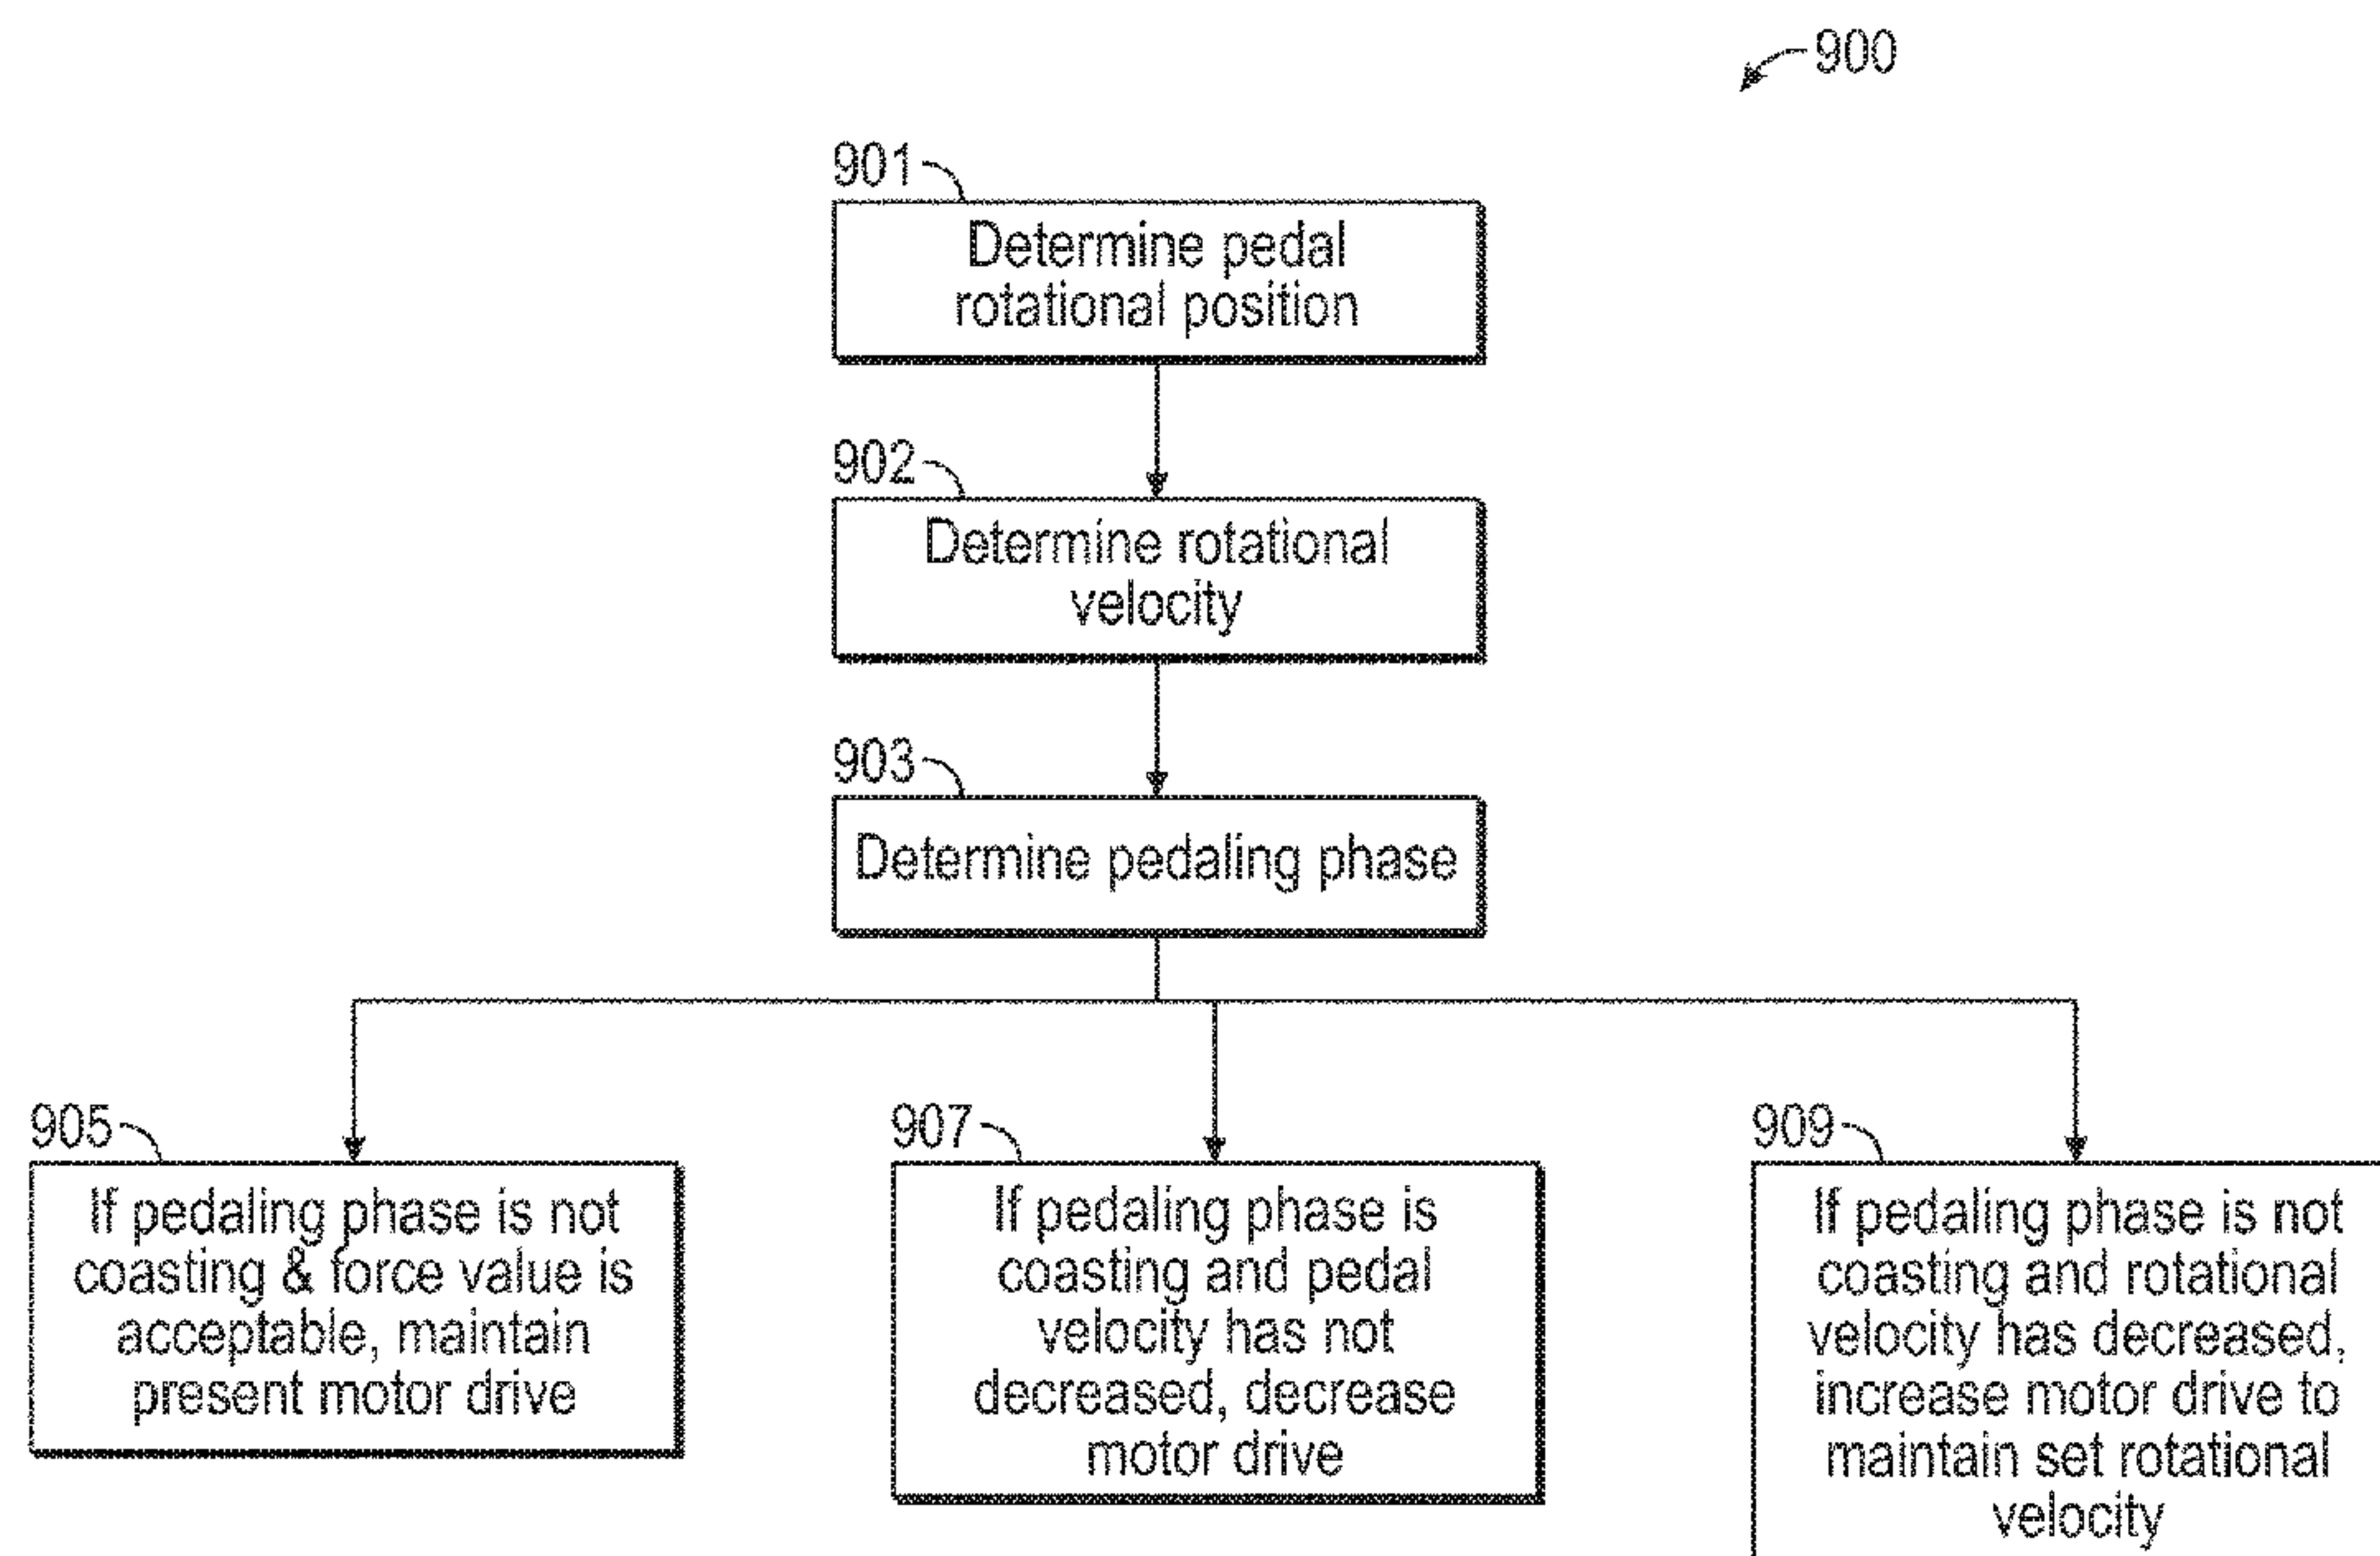 900
901
Determine pedal
rotational position
902
Determine rotational
velocity
903
Determine pedaling phase
905
If pedaling phase is not
coasting & force value is
acceptable, maintain
present motor drive
907
If pedaling phase is
coasting and pedal
velocity has not
decreased, decrease
motor drive
909
If pedaling phase is not
coasting and rotational
velocity has decreased,
increase motor drive to
maintain set rotational
velocity